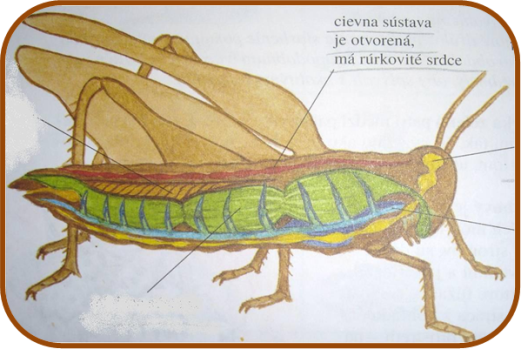 cievna sústava
je otvorená,
má rúrkovité srdce